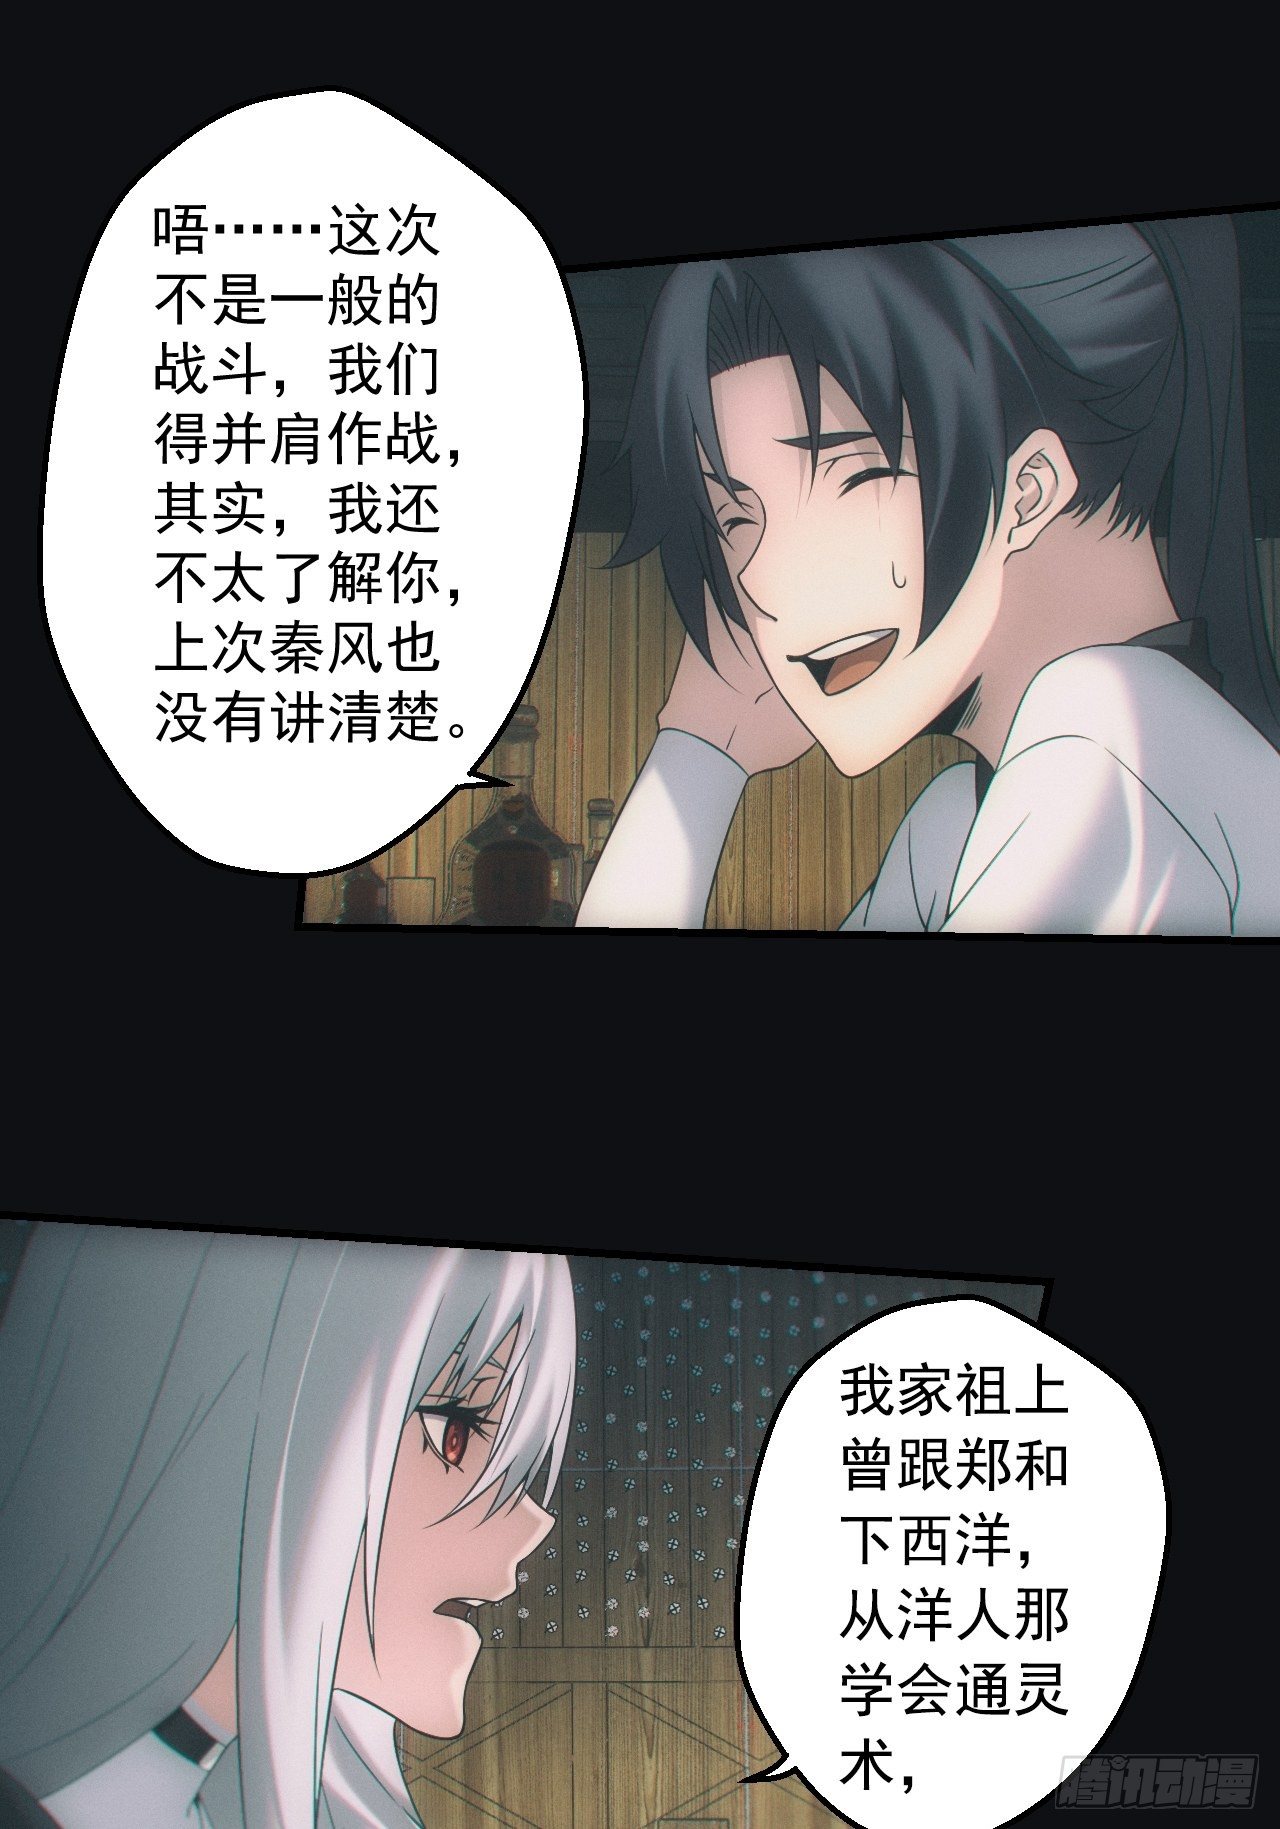 唔……这次
不是一般的
战斗，我们
得并肩作战，
其实，我还
不太了解你，
上次秦风也
没有讲清楚。
我家祖上
曾跟郑和
下西洋，
从洋人那
学会通灵
术，
腾讯动漫